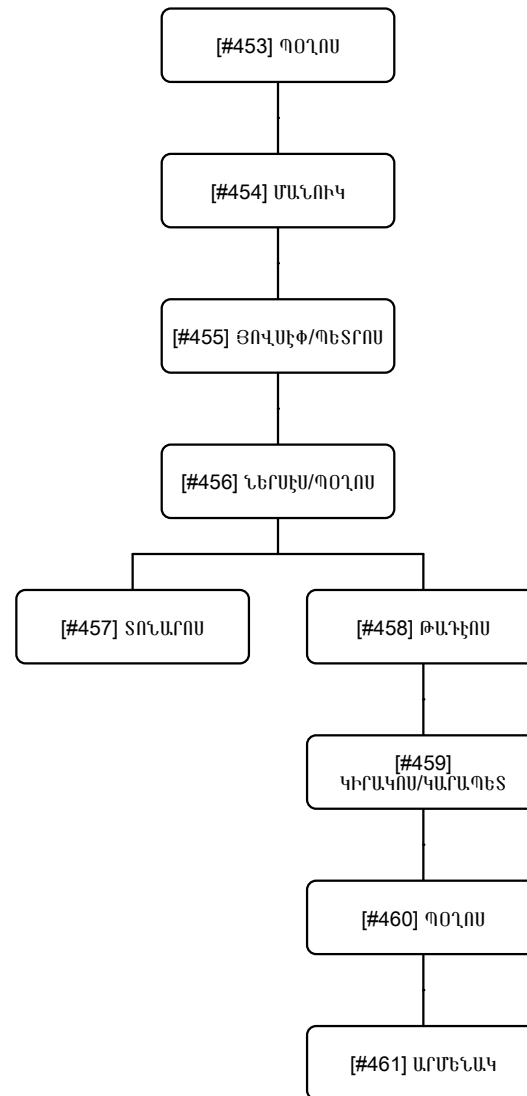 [#453] ՊՕՂՈՍ
[#454] ՄԱՆՈՒԿ
[#455] ՅՈՎՍԷՓ/ՊԵՏՐՈՍ
[#456] ՆԵՐՍԷՍ/ՊՕՂՈՍ
[#457] ՏՈՆԱՐՈՍ
[#458] ԹԱԴԷՈՍ
[#459]
ԿԻՐԱԿՈՍ/ԿԱՐԱՊԵՏ
[#460] ՊՕՂՈՍ
[#461] ԱՐՄԵՆԱԿ